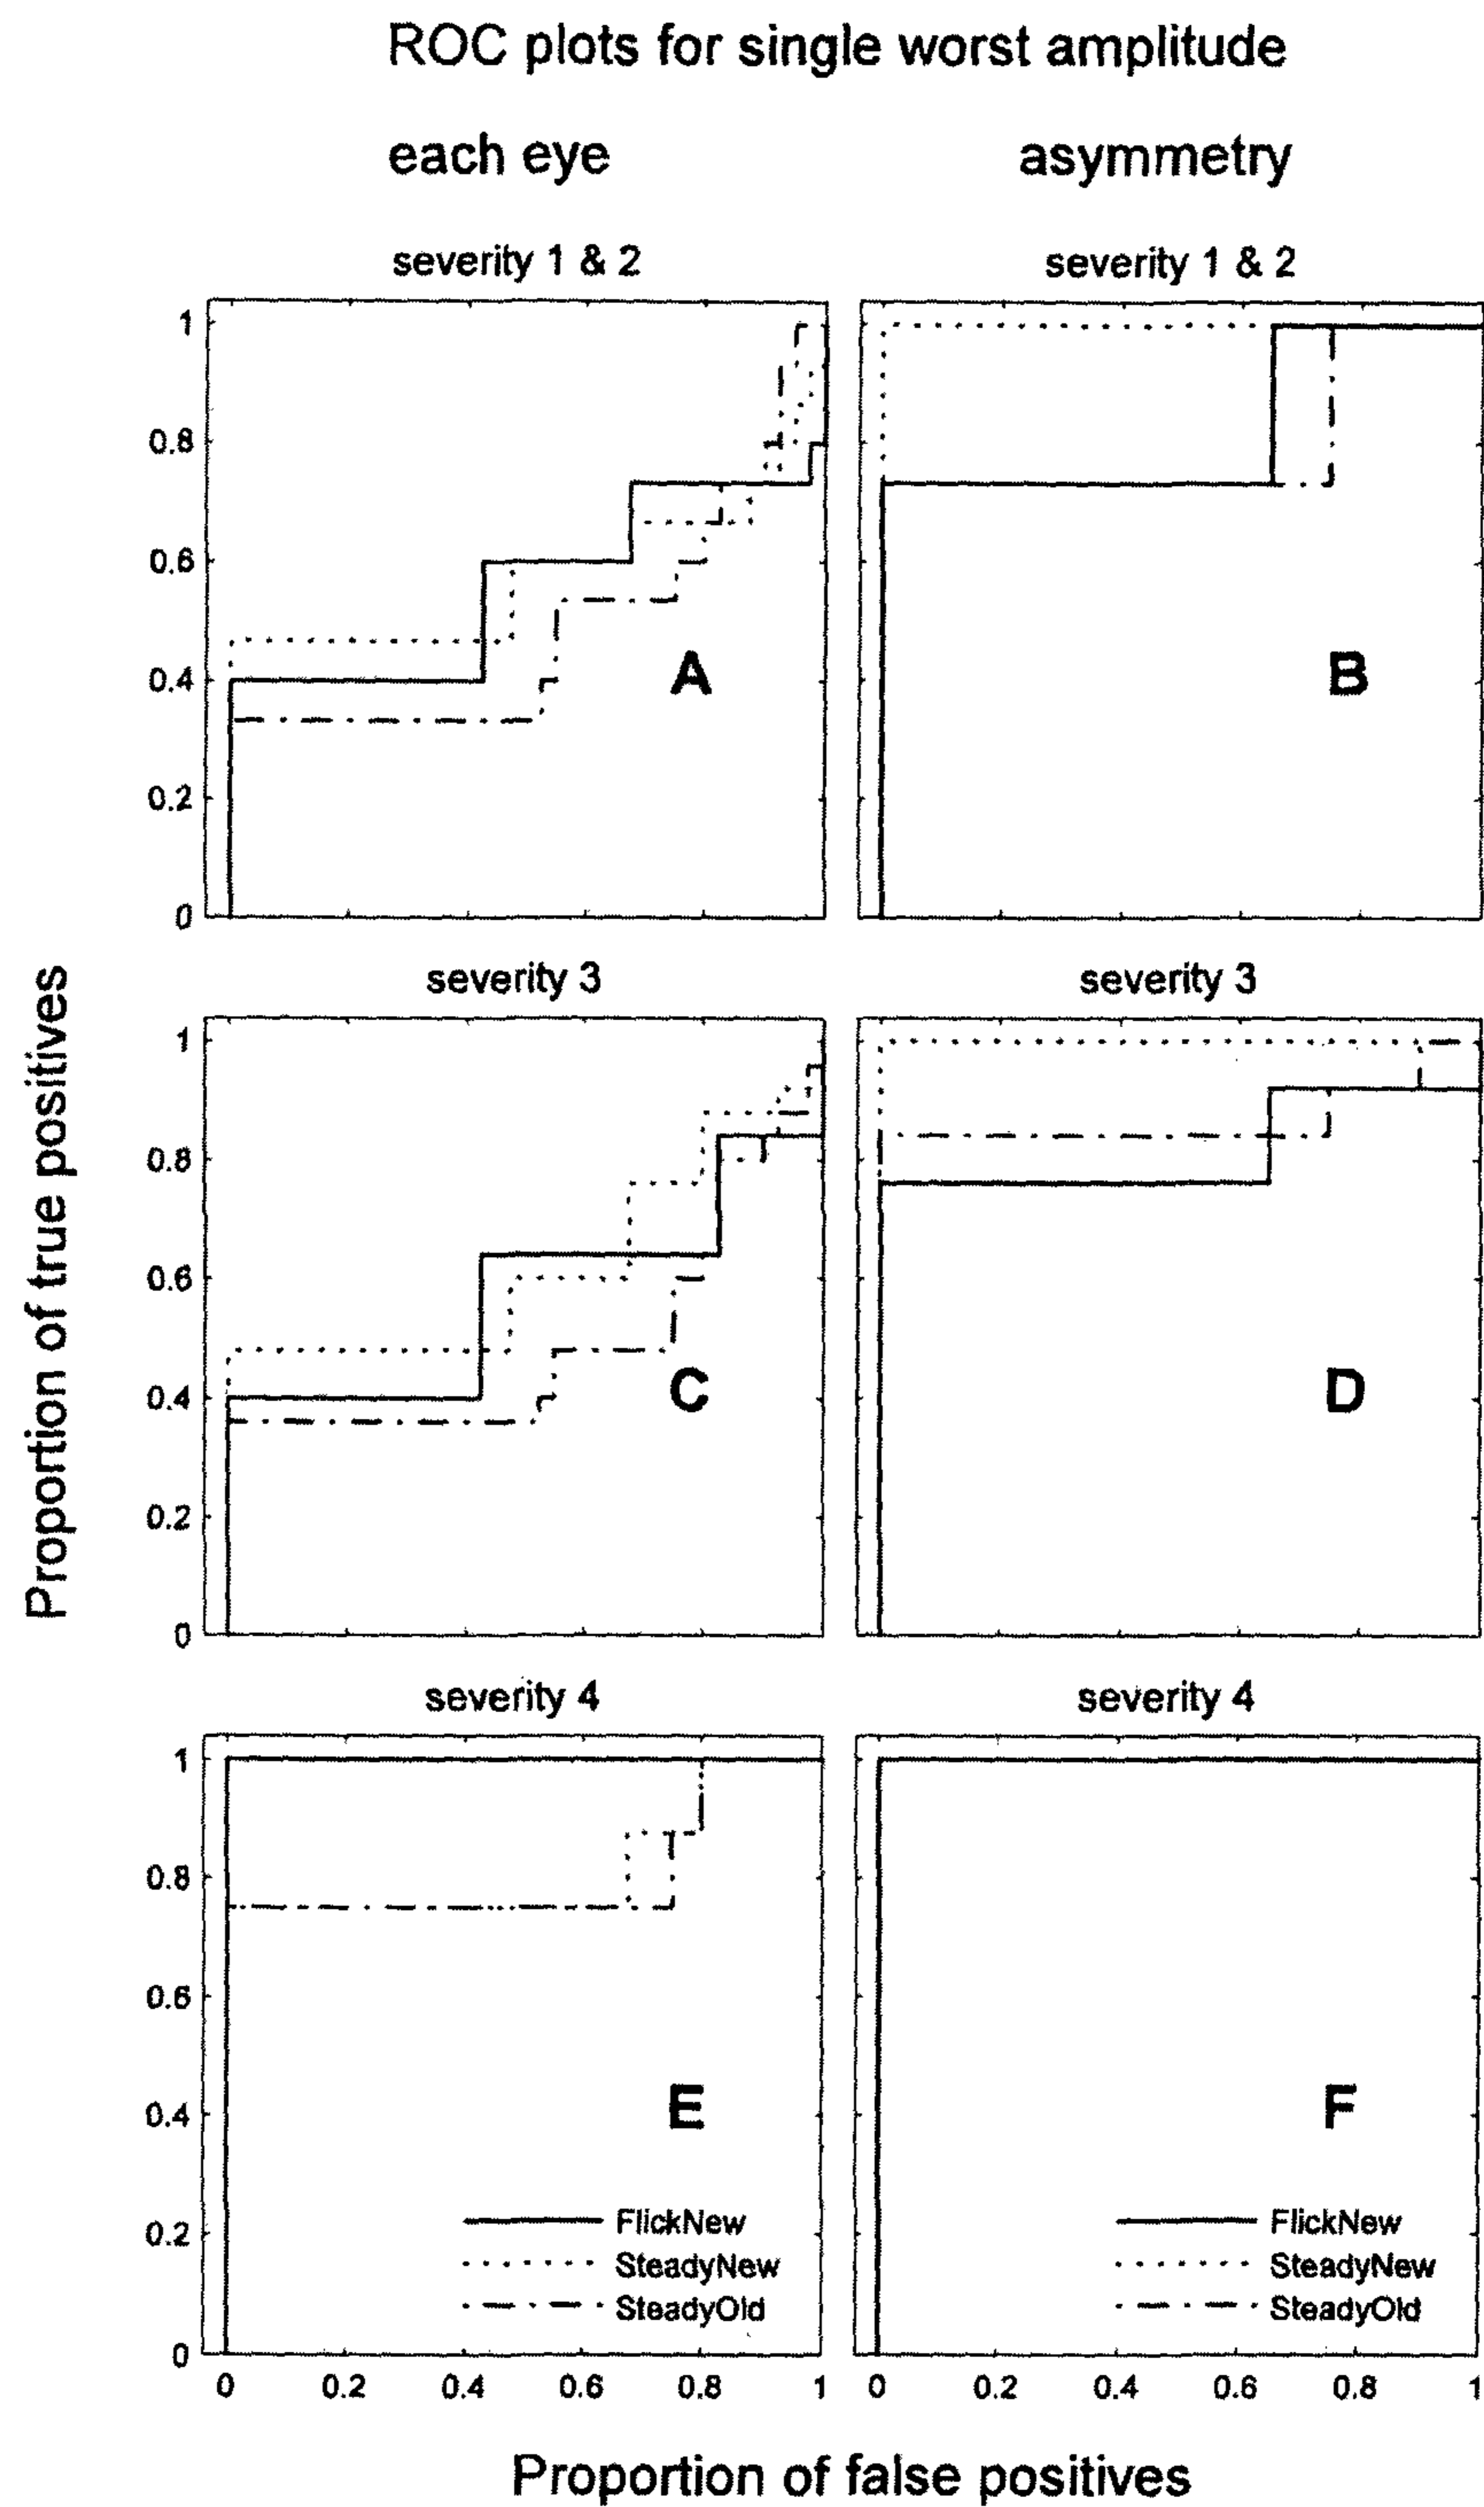 ROC plots for single worst amplitude
each eye
asymmetry
severity 1 & 2
severity 1 & 2
1
0.8
0.6
0.4
0.2
0
A
B
severity 3
severity 3
1
0.8
0.6
0.4
0.2
0
C
D
Proportion of true positives
severity 4
severity 4
1
0.8
0.6
0.4
0.2
0
E
F
FlickNew
SteadyNew
SteadyOld
FlickNew
SteadyNew
SteadyOld
0 0.2 0.4 0.6 0.8 1
0 0.2 0.4 0.6 0.8 1
Proportion of false positives